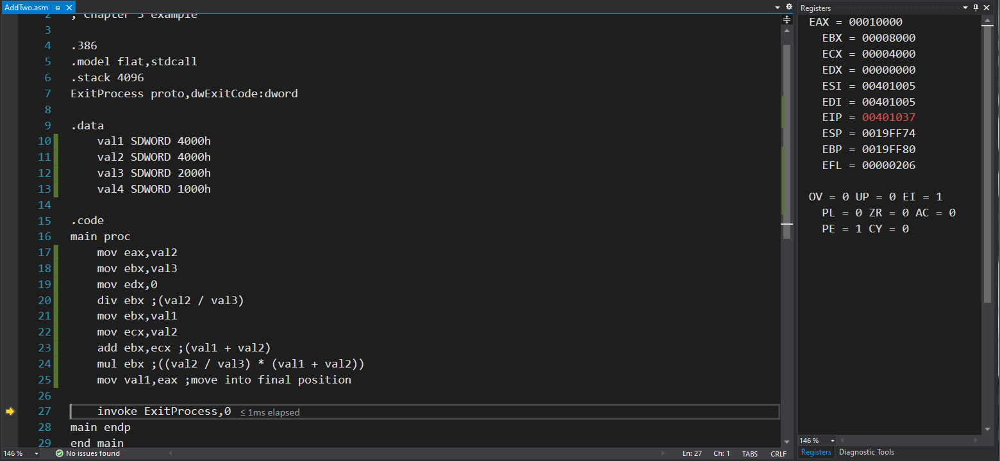 AddTwo.asm
2 ; Chapter 3 example
3
4 .386
5 .model flat,stdcall
6 .stack 4096
7 ExitProcess proto,dwExitCode:dword
8
9 .data
10 val1 SDWORD 4000h
11 val2 SDWORD 4000h
12 val3 SDWORD 2000h
13 val4 SDWORD 1000h
14
15 .code
16 main proc
17 mov eax,val2
18 mov ebx,val3
19 mov edx,0
20 div ebx ;(val2 / val3)
21 mov ebx,val1
22 mov ecx,val2
23 add ebx,ecx ;(val1 + val2)
24 mul ebx ;((val2 / val3) * (val1 + val2))
25 mov val1,eax ;move into final position
26
27 invoke ExitProcess,0 ≤ 1ms elapsed
28 main endp
29 end main
146 % No issues found Ln: 27 Ch: 1 TABS CRLF
Registers
EAX = 00010000
EBX = 00008000
ECX = 00004000
EDX = 00000000
ESI = 00401005
EDI = 00401005
EIP = 00401037
ESP = 0019FF74
EBP = 0019FF80
EFL = 00000206
OV = 0 UP = 0 EI = 1
PL = 0 ZR = 0 AC = 0
PE = 1 CY = 0
146 %
Registers Diagnostic Tools